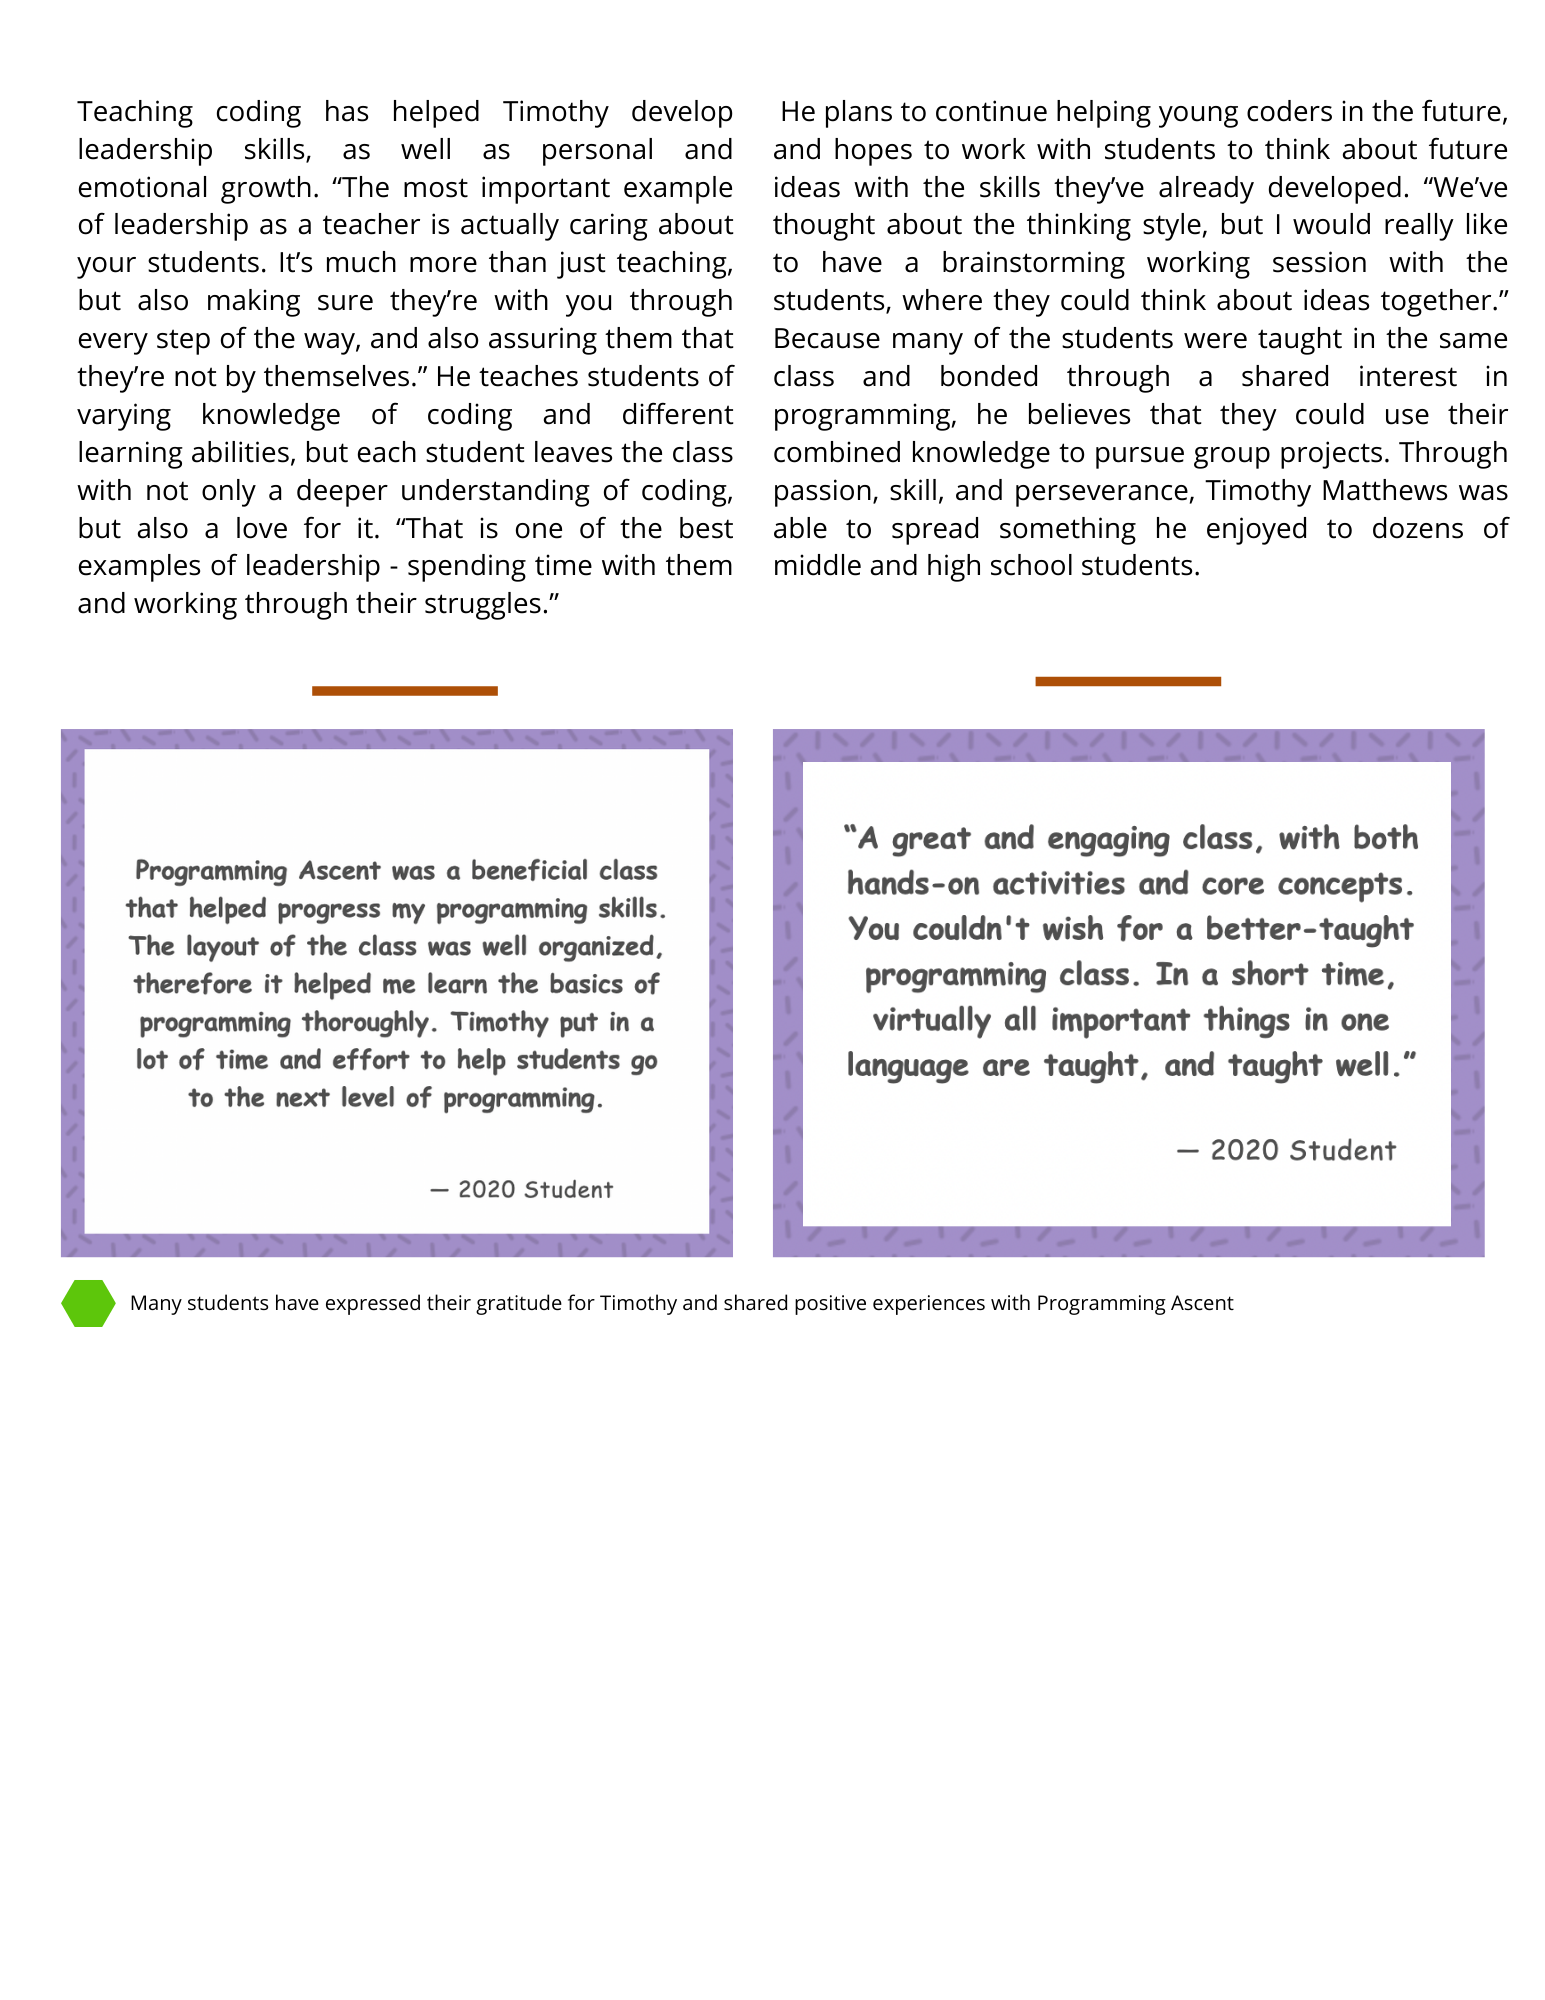 Teaching coding has helped Timothy develop
leadership skills, as well as personal and
emotional growth. “The most important example
of leadership as a teacher is actually caring about
your students. It’s much more than just teaching,
but also making sure they’re with you through
every step of the way, and also assuring them that
they’re not by themselves.” He teaches students of
varying knowledge of coding and different
learning abilities, but each student leaves the class
with not only a deeper understanding of coding,
but also a love for it. “That is one of the best
examples of leadership - spending time with them
and working through their struggles.”
He plans to continue helping young coders in the future,
and hopes to work with students to think about future
ideas with the skills they’ve already developed. “We’ve
thought about the thinking style, but I would really like
to have a brainstorming working session with the
students, where they could think about ideas together.”
Because many of the students were taught in the same
class and bonded through a shared interest in
programming, he believes that they could use their
combined knowledge to pursue group projects. Through
passion, skill, and perseverance, Timothy Matthews was
able to spread something he enjoyed to dozens of
middle and high school students.
Programming Ascent was a beneficial class
that helped progress my programming skills.
The layout of the class was well organized,
therefore it helped me learn the basics of
programming thoroughly. Timothy put in a
lot of time and effort to help students go
to the next level of programming.
— 2020 Student
“A great and engaging class, with both
hands-on activities and core concepts.
You couldn't wish for a better-taught
programming class. In a short time,
virtually all important things in one
language are taught, and taught well.”
— 2020 Student
Many students have expressed their gratitude for Timothy and shared positive experiences with Programming Ascent